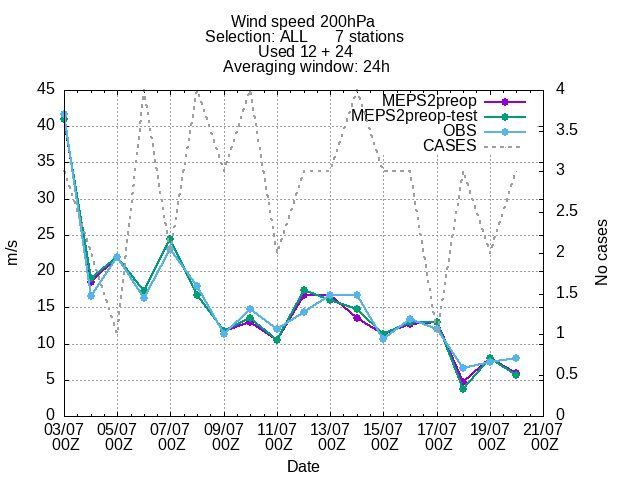 Wind speed 200hPa
Selection: ALL 7 stations
Used 12 + 24
Averaging window: 24h
45 4
MEPS2preop
MEPS2preop-test
OBS
CASES
40 3.5
35 3
30 2.5
25
20 2
15 1.5
10 1
5 0.5
0 0
m/s
No cases
03/07 05/07 07/07 09/07 11/07 13/07 15/07 17/07 19/07 21/07
00Z 00Z 00Z 00Z 00Z 00Z 00Z 00Z 00Z 00Z
Date